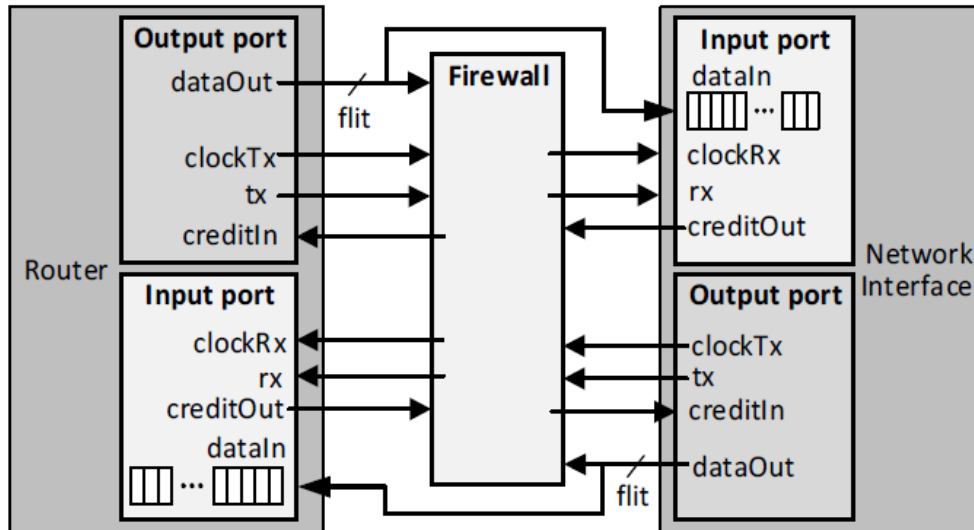 Output port
dataOut
flit
clockTx
tx
creditIn
Router
Input port
clockRx
rx
creditOut
dataIn
...
Firewall
Input port
dataIn
...
clockRx
rx
creditOut
Network
Interface
Output port
clockTx
tx
creditIn
dataOut
flit